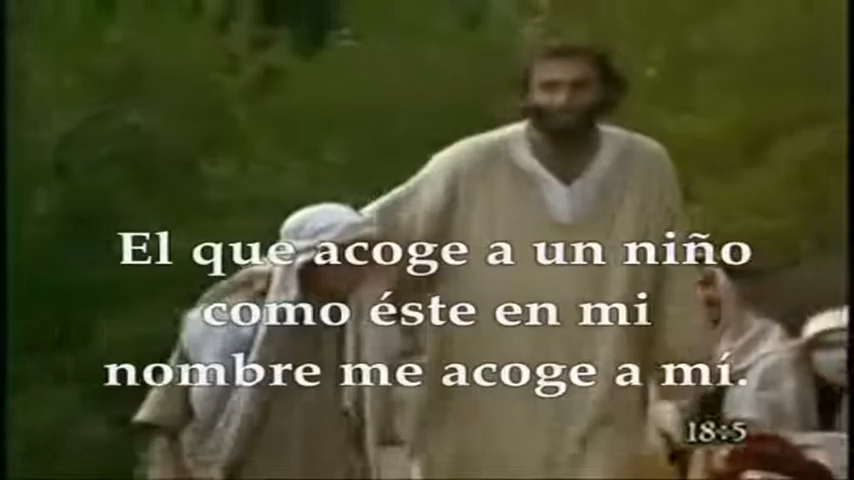 El que acoge a un niño
como éste en mi
nombre me acoge a mí.
18:5